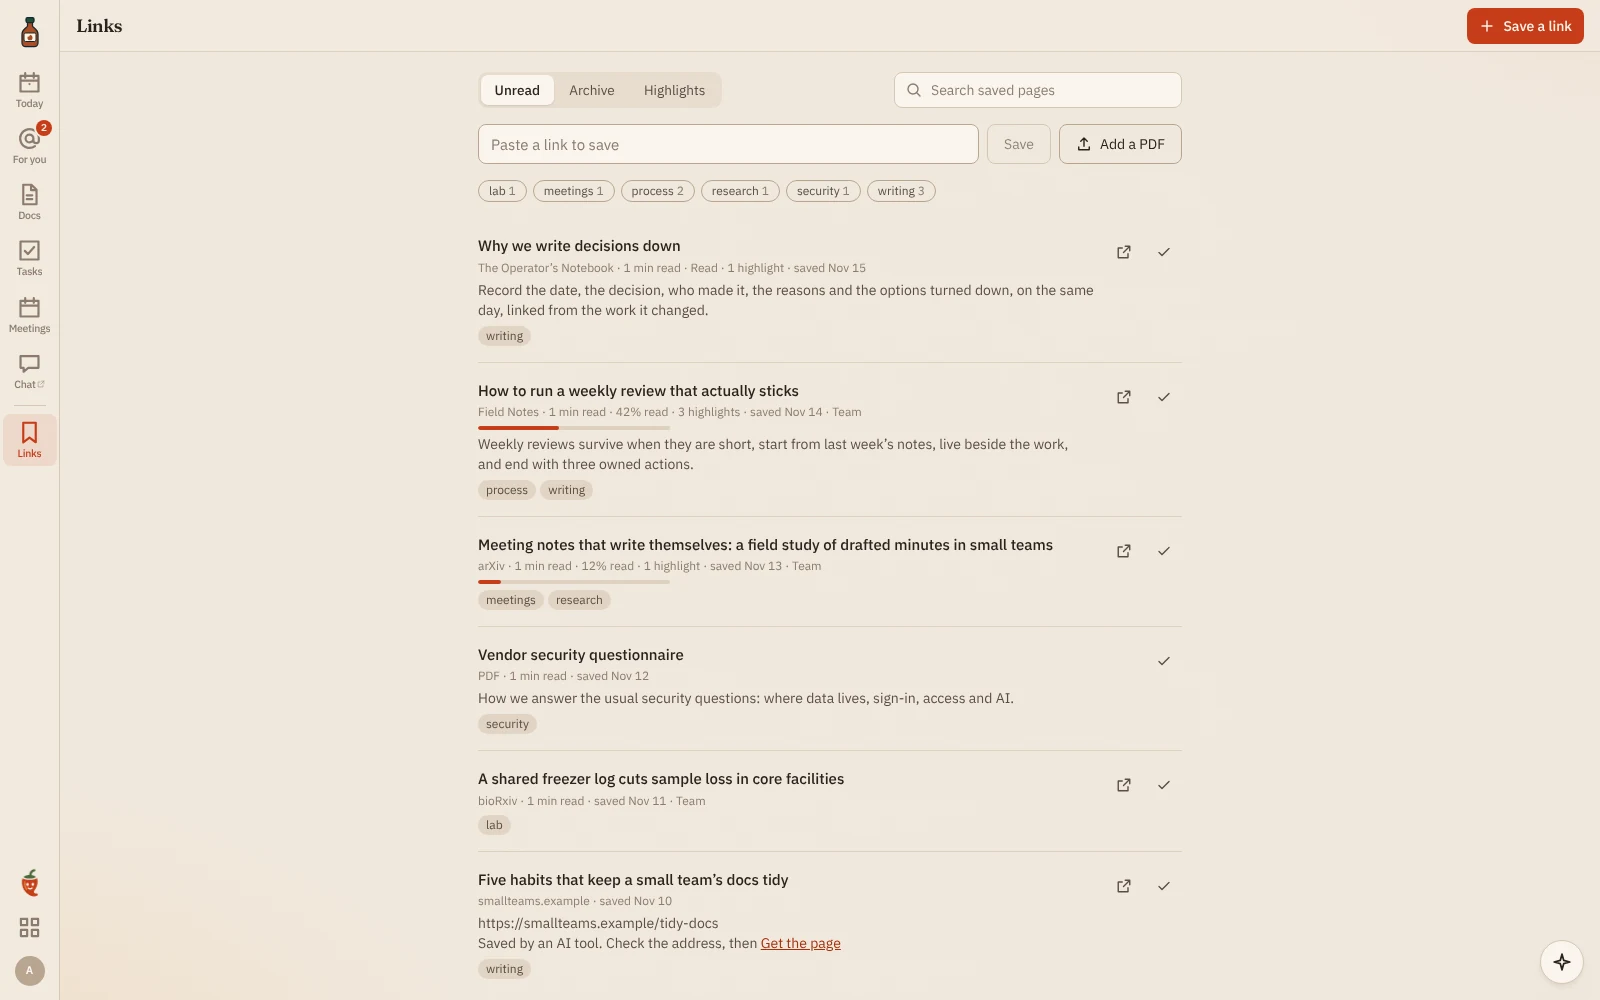 Links
Save a link
Today
2
For you
Docs
Tasks
Meetings
Chat
Links
A
Unread
Archive
Highlights
Search saved pages
Paste a link to save
Save
Add a PDF
lab 1
meetings 1
process 2
research 1
security 1
writing 3
Why we write decisions down
The Operator’s Notebook · 1 min read · Read · 1 highlight · saved Nov 15
Record the date, the decision, who made it, the reasons and the options turned down, on the same
day, linked from the work it changed.
writing
How to run a weekly review that actually sticks
Field Notes · 1 min read · 42% read · 3 highlights · saved Nov 14 · Team
Weekly reviews survive when they are short, start from last week’s notes, live beside the work,
and end with three owned actions.
process writing
Meeting notes that write themselves: a field study of drafted minutes in small teams
arXiv · 1 min read · 12% read · 1 highlight · saved Nov 13 · Team
meetings research
Vendor security questionnaire
PDF · 1 min read · saved Nov 12
How we answer the usual security questions: where data lives, sign-in, access and AI.
security
A shared freezer log cuts sample loss in core facilities
bioRxiv · 1 min read · saved Nov 11 · Team
lab
Five habits that keep a small team’s docs tidy
smallteams.example · saved Nov 10
https://smallteams.example/tidy-docs
Saved by an AI tool. Check the address, then Get the page
writing